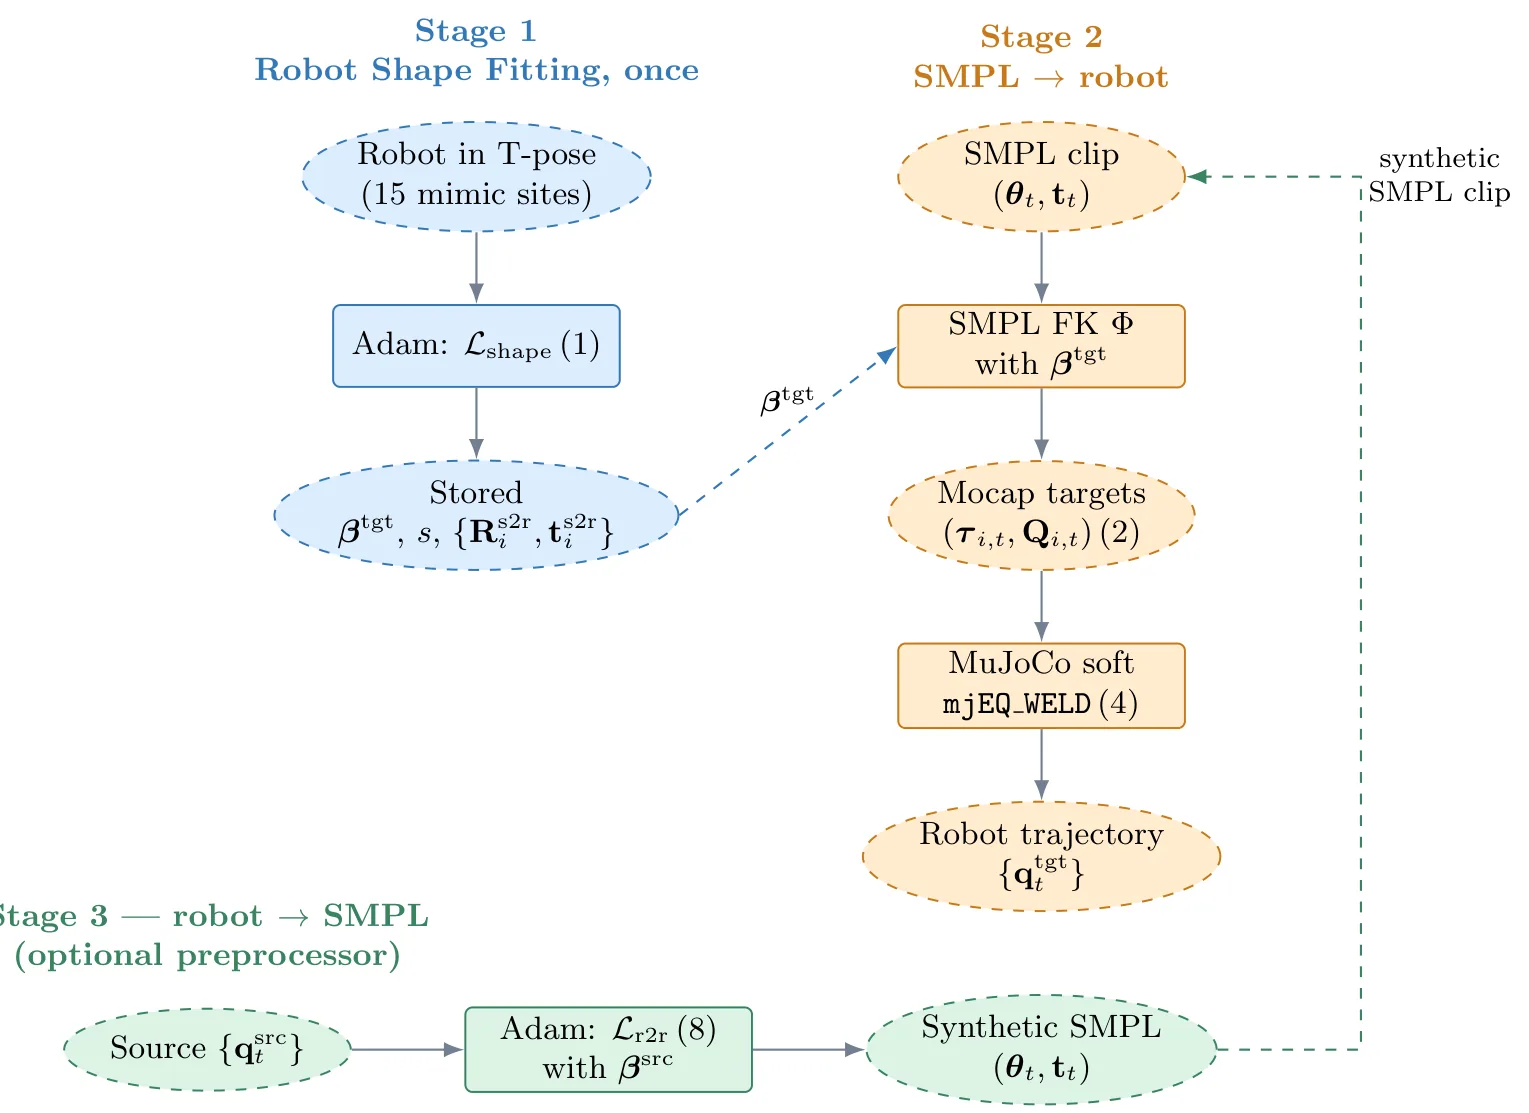 Stage 1
Robot Shape Fitting, once
Robot in T-pose
(15 mimic sites)
Adam: 𝓛_shape (1)
Stored
𝜷^tgt, s, {𝐑_i^s2r, 𝐭_i^s2r}
𝜷^tgt
Stage 2
SMPL → robot
SMPL clip
(𝜽_t, 𝐭_t)
SMPL FK Φ
with 𝜷^tgt
Mocap targets
(𝝉_{i,t}, 𝐐_{i,t}) (2)
MuJoCo soft
mjEQ_WELD (4)
Robot trajectory
{𝐪_t^tgt}
synthetic
SMPL clip
Stage 3 — robot → SMPL
(optional preprocessor)
Source {𝐪_t^src}
Adam: 𝓛_r2r (8)
with 𝜷^src
Synthetic SMPL
(𝜽_t, 𝐭_t)